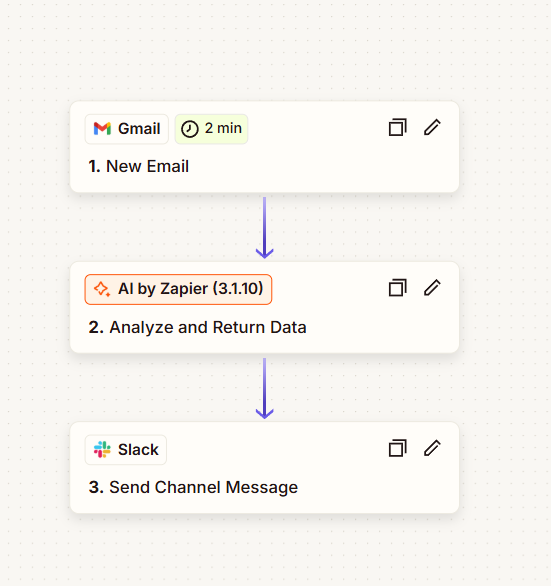 Gmail 2 min
1. New Email
AI by Zapier (3.1.10)
2. Analyze and Return Data
Slack
3. Send Channel Message